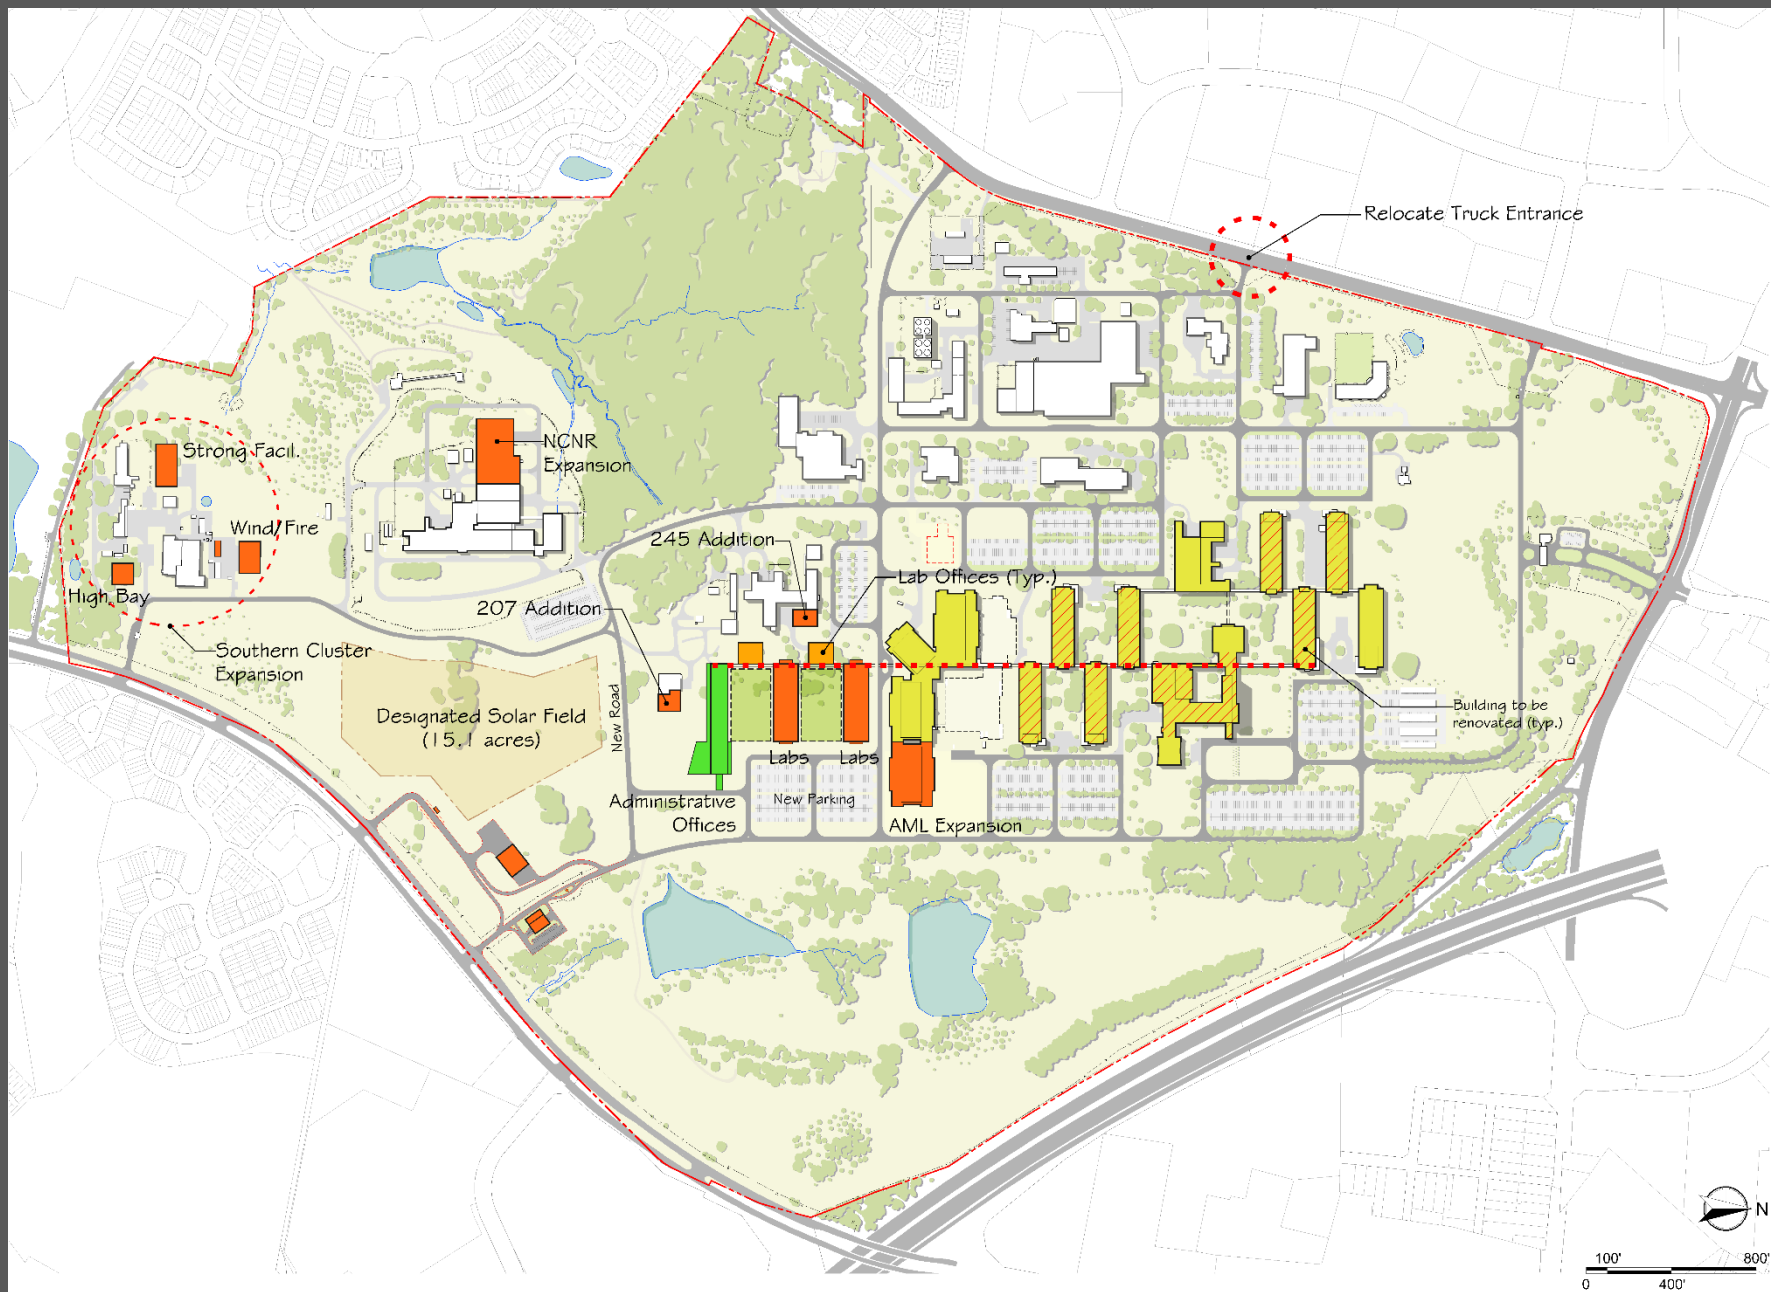 Relocate Truck Entrance
NCNR
Expansion
Strong Facil.
Wind/Fire
High Bay
245 Addition
Lab Offices (Typ.)
207 Addition
Southern Cluster
Expansion
Designated Solar Field
(15.1 acres)
New Road
Building to be
renovated (typ.)
Labs
Labs
Administrative
Offices
New Parking
AML Expansion
N
100'
800'
0
400'